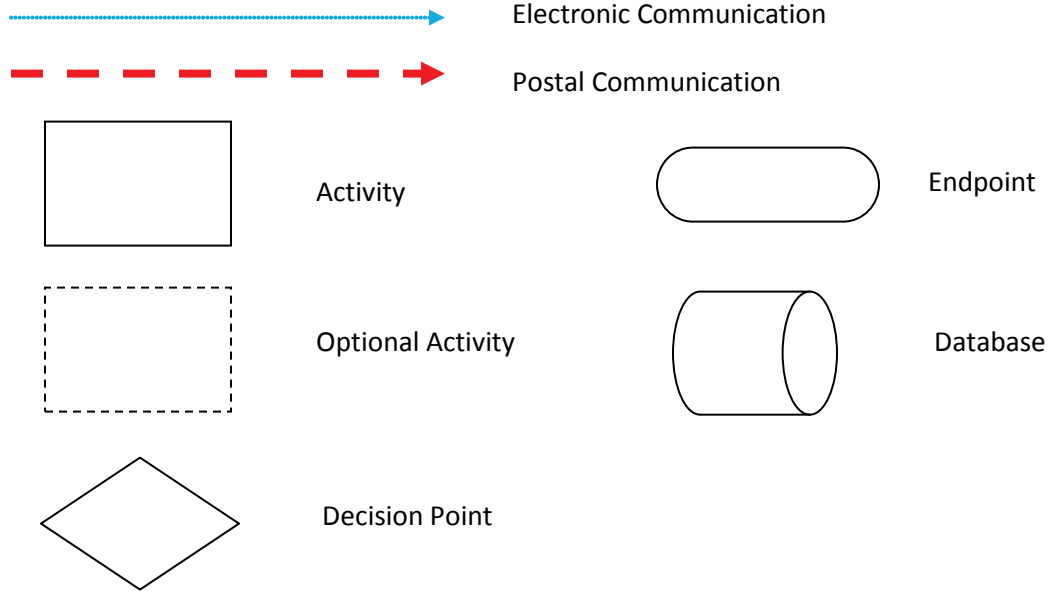 Electronic Communication
Postal Communication
Activity
Endpoint
Optional Activity
Database
Decision Point